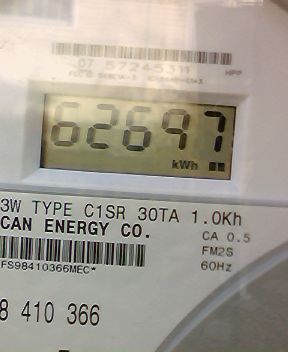 07 57245311
HPP
62697
kWh
3W TYPE C1SR 30TA 1.0Kh
CAN ENERGY CO.
CA 0.5
FM2S
60Hz
FS98410366MEC*
8 410 366